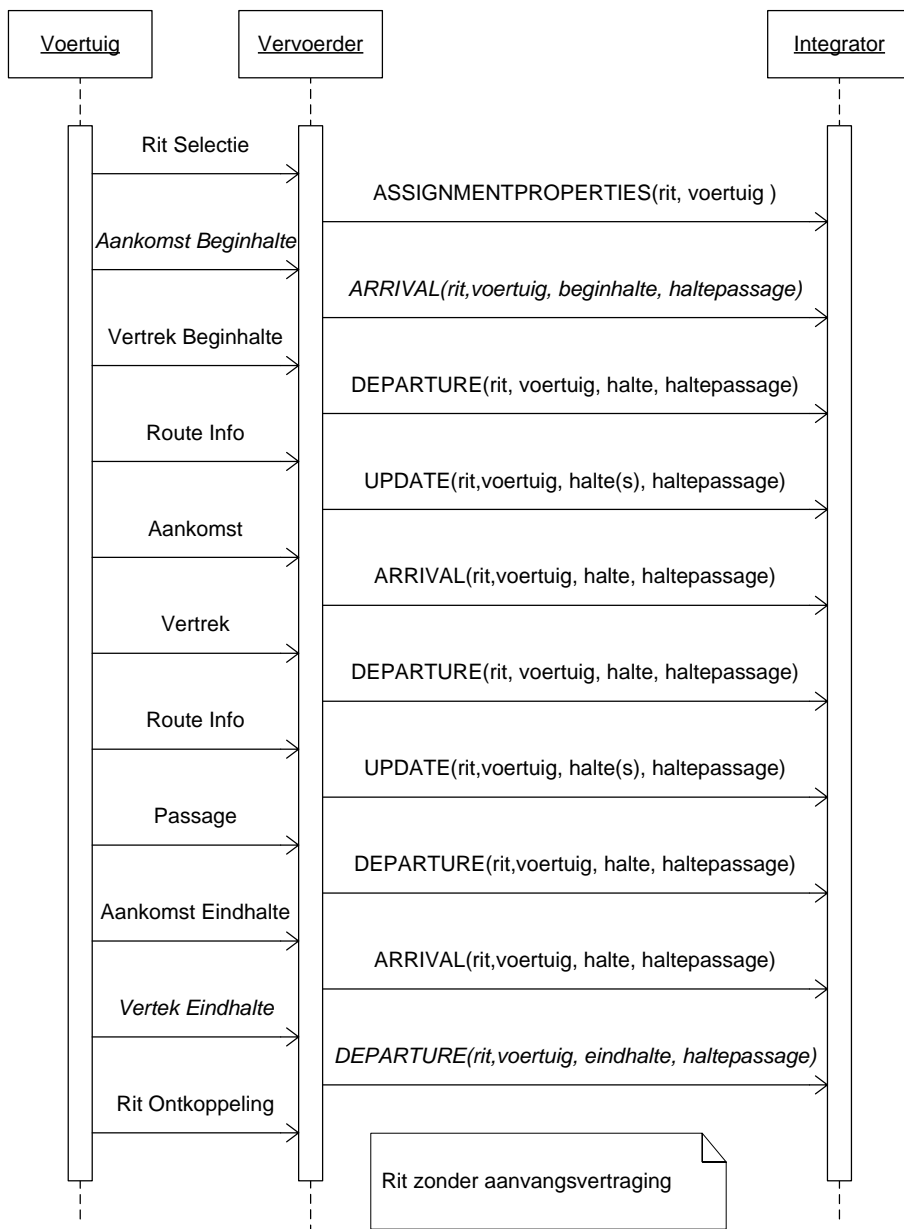 Voertuig
Vervoerder
Integrator
Rit Selectie
ASSIGNMENTPROPERTIES(rit, voertuig )
Aankomst Beginhalte
ARRIVAL(rit,voertuig, beginhalte, haltepassage)
Vertrek Beginhalte
DEPARTURE(rit, voertuig, halte, haltepassage)
Route Info
UPDATE(rit,voertuig, halte(s), haltepassage)
Aankomst
ARRIVAL(rit,voertuig, halte, haltepassage)
Vertrek
DEPARTURE(rit, voertuig, halte, haltepassage)
Route Info
UPDATE(rit,voertuig, halte(s), haltepassage)
Passage
DEPARTURE(rit,voertuig, halte, haltepassage)
Aankomst Eindhalte
ARRIVAL(rit,voertuig, halte, haltepassage)
Vertek Eindhalte
DEPARTURE(rit,voertuig, eindhalte, haltepassage)
Rit Ontkoppeling
Rit zonder aanvangsvertraging